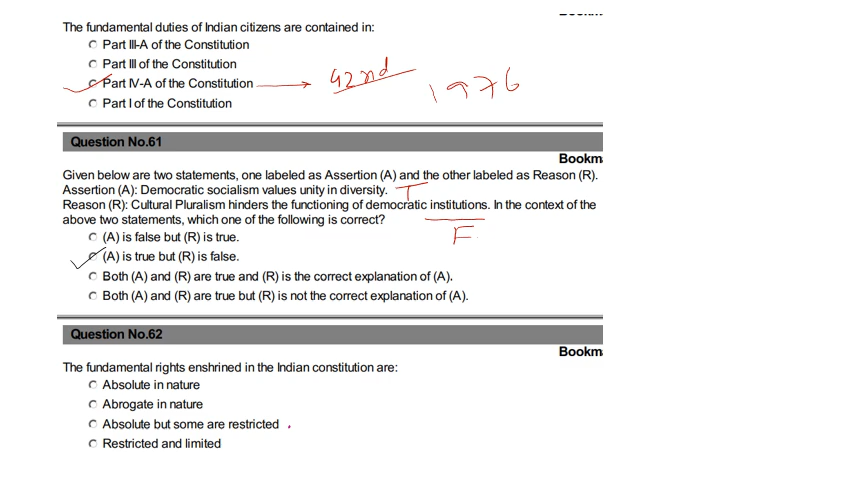 Bookm
The fundamental duties of Indian citizens are contained in:
Part III-A of the Constitution
Part III of the Constitution
Part IV-A of the Constitution 42nd 1976
Part I of the Constitution
Question No.61
Bookm
Given below are two statements, one labeled as Assertion (A) and the other labeled as Reason (R).
Assertion (A): Democratic socialism values unity in diversity. T
Reason (R): Cultural Pluralism hinders the functioning of democratic institutions. In the context of the
above two statements, which one of the following is correct?
F
(A) is false but (R) is true.
(A) is true but (R) is false.
Both (A) and (R) are true and (R) is the correct explanation of (A).
Both (A) and (R) are true but (R) is not the correct explanation of (A).
Question No.62
Bookm
The fundamental rights enshrined in the Indian constitution are:
Absolute in nature
Abrogate in nature
Absolute but some are restricted
Restricted and limited